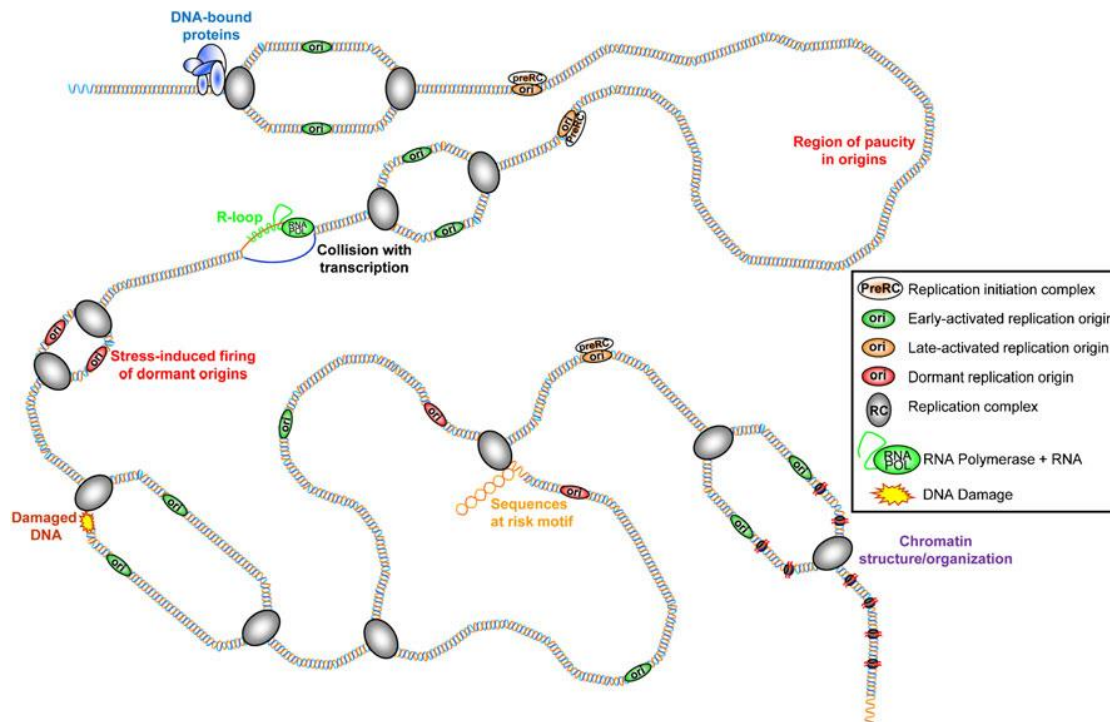 DNA-bound
proteins
ori
ori
preRC
ori
ori
PreRC
Region of paucity
in origins
ori
ori
R-loop
RNA
POL
Collision with
transcription
ori
ori
Stress-induced firing
of dormant origins
preRC
ori
ori
ori
ori
Sequences
at risk motif
ori
ori
ori
Damaged
DNA
ori
ori
Chromatin
structure/organization
ori
PreRC Replication initiation complex
ori Early-activated replication origin
ori Late-activated replication origin
ori Dormant replication origin
RC Replication complex
RNA
POL RNA Polymerase + RNA
DNA Damage